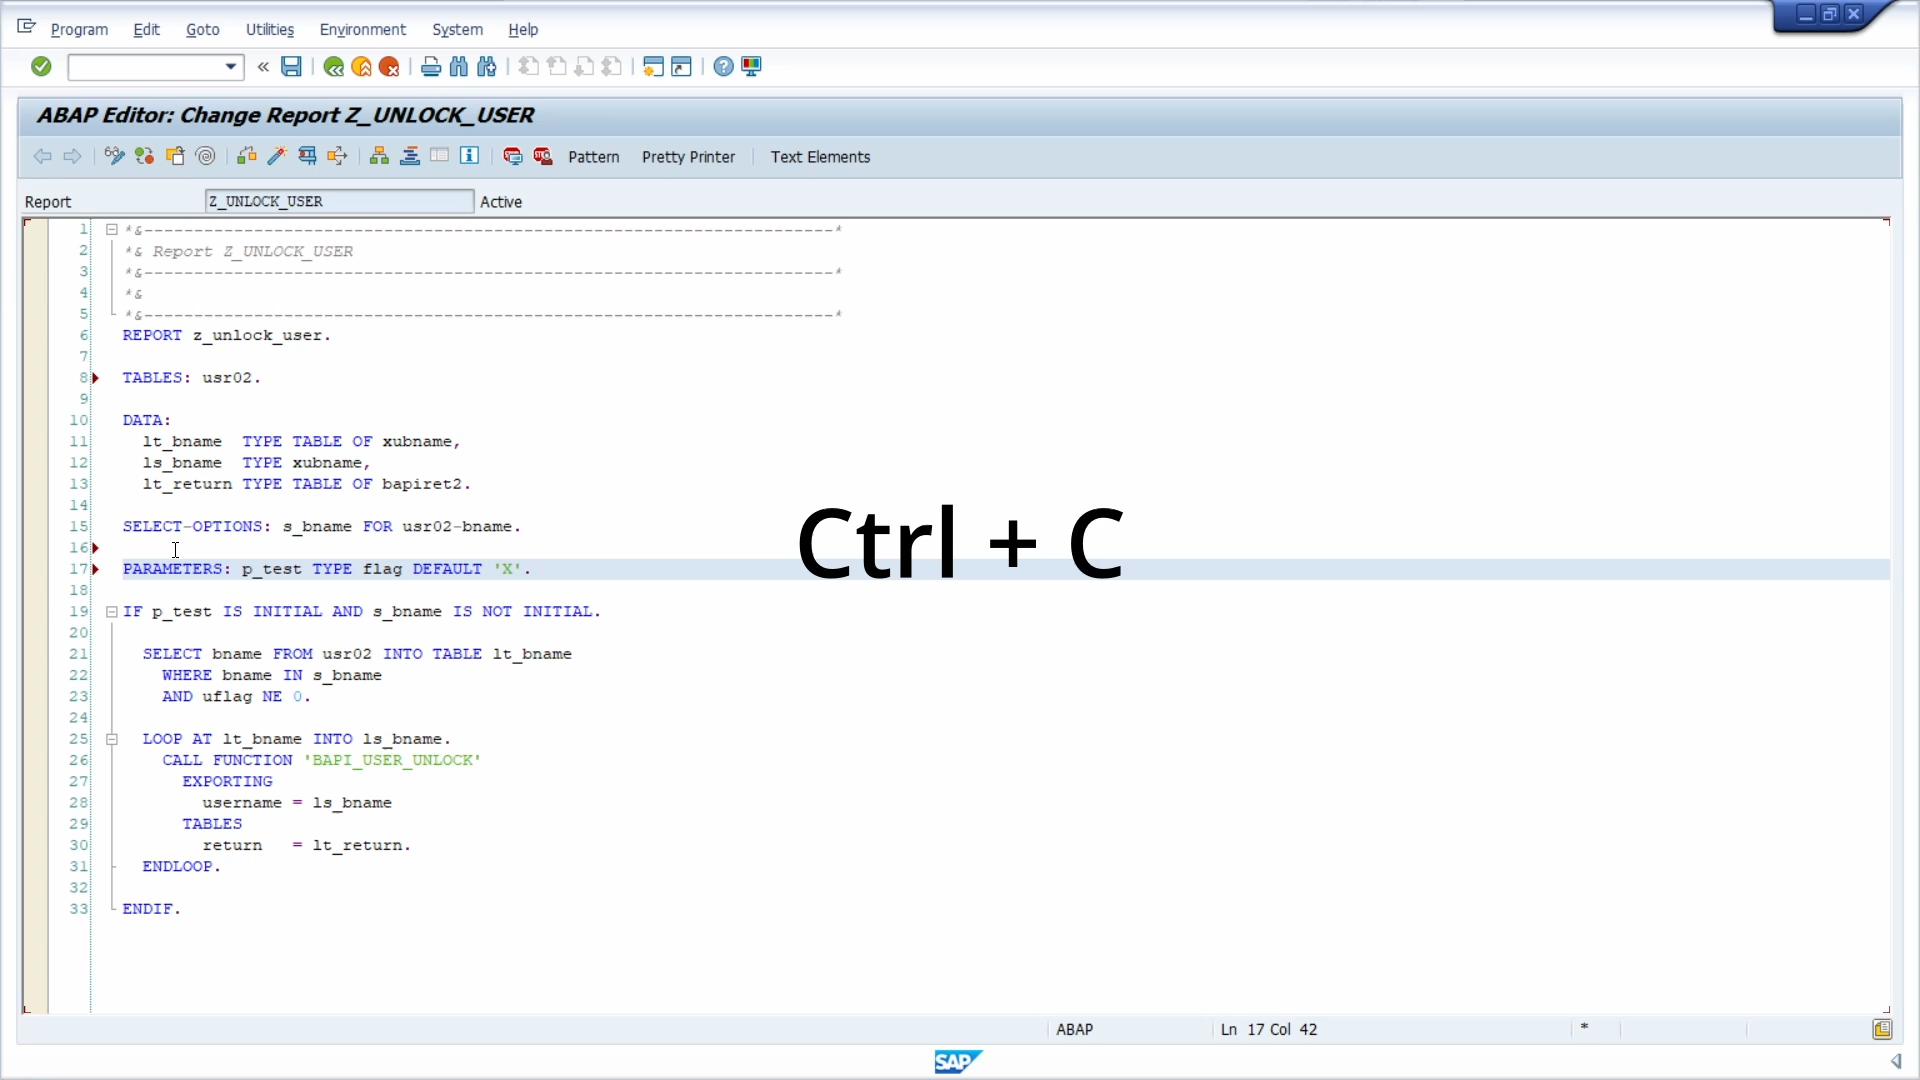 Program Edit Goto Utilities Environment System Help
ABAP Editor: Change Report Z_UNLOCK_USER
Pattern Pretty Printer Text Elements
Report Z_UNLOCK_USER Active
1 *&---------------------------------------------------------------------*
2 *& Report Z_UNLOCK_USER
3 *&---------------------------------------------------------------------*
4 *&
5 *&---------------------------------------------------------------------*
6 REPORT z_unlock_user.
7
8 TABLES: usr02.
9
10 DATA:
11 lt_bname  TYPE TABLE OF xubname,
12 ls_bname  TYPE xubname,
13 lt_return TYPE TABLE OF bapiret2.
14
15 SELECT-OPTIONS: s_bname FOR usr02-bname.
16
17 PARAMETERS: p_test TYPE flag DEFAULT 'X'.
18
19 IF p_test IS INITIAL AND s_bname IS NOT INITIAL.
20
21 SELECT bname FROM usr02 INTO TABLE lt_bname
22 WHERE bname IN s_bname
23 AND uflag NE 0.
24
25 LOOP AT lt_bname INTO ls_bname.
26 CALL FUNCTION 'BAPI_USER_UNLOCK'
27 EXPORTING
28 username = ls_bname
29 TABLES
30 return   = lt_return.
31 ENDLOOP.
32
33 ENDIF.
Ctrl + C
ABAP Ln 17 Col 42 *
SAP